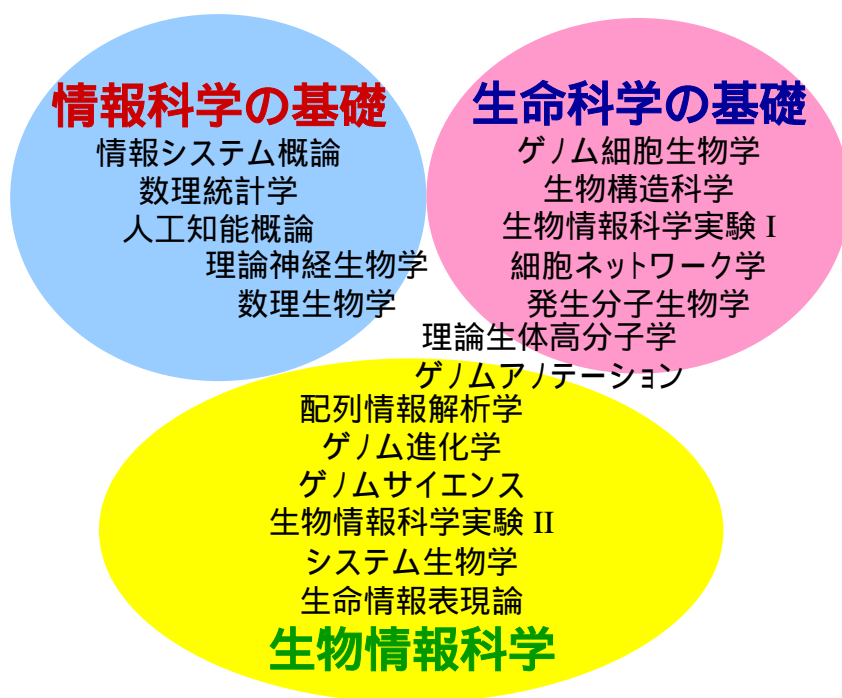 情報科学の基礎
情報システム概論
数理統計学
人工知能概論
理論神経生物学
数理生物学
生命科学の基礎
ゲノム細胞生物学
生物構造科学
生物情報科学実験 I
細胞ネットワーク学
発生分子生物学
理論生体高分子学
ゲノムアノテーション
配列情報解析学
ゲノム進化学
ゲノムサイエンス
生物情報科学実験 II
システム生物学
生命情報表現論
生物情報科学